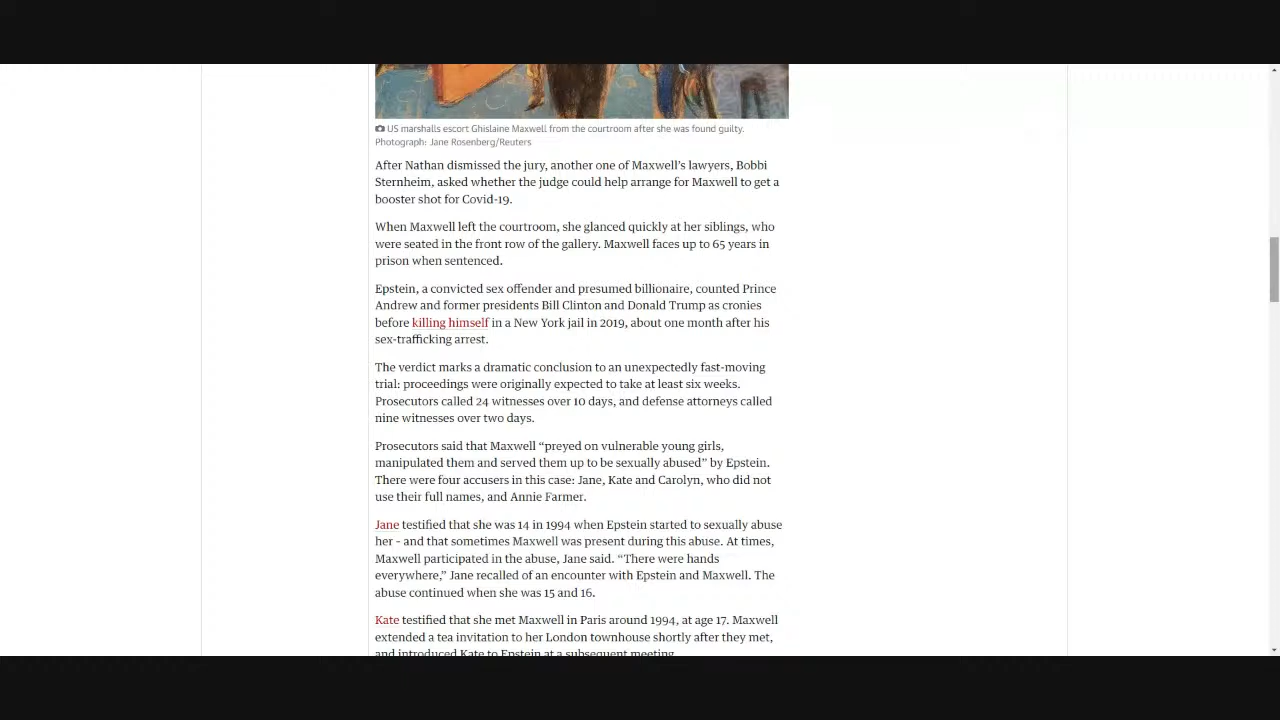 US marshalls escort Ghislaine Maxwell from the courtroom after she was found guilty.
Photograph: Jane Rosenberg/Reuters
After Nathan dismissed the jury, another one of Maxwell’s lawyers, Bobbi
Sternheim, asked whether the judge could help arrange for Maxwell to get a
booster shot for Covid-19.
When Maxwell left the courtroom, she glanced quickly at her siblings, who
were seated in the front row of the gallery. Maxwell faces up to 65 years in
prison when sentenced.
Epstein, a convicted sex offender and presumed billionaire, counted Prince
Andrew and former presidents Bill Clinton and Donald Trump as cronies
before killing himself in a New York jail in 2019, about one month after his
sex-trafficking arrest.
The verdict marks a dramatic conclusion to an unexpectedly fast-moving
trial: proceedings were originally expected to take at least six weeks.
Prosecutors called 24 witnesses over 10 days, and defense attorneys called
nine witnesses over two days.
Prosecutors said that Maxwell “preyed on vulnerable young girls,
manipulated them and served them up to be sexually abused” by Epstein.
There were four accusers in this case: Jane, Kate and Carolyn, who did not
use their full names, and Annie Farmer.
Jane testified that she was 14 in 1994 when Epstein started to sexually abuse
her – and that sometimes Maxwell was present during this abuse. At times,
Maxwell participated in the abuse, Jane said. “There were hands
everywhere,” Jane recalled of an encounter with Epstein and Maxwell. The
abuse continued when she was 15 and 16.
Kate testified that she met Maxwell in Paris around 1994, at age 17. Maxwell
extended a tea invitation to her London townhouse shortly after they met,
and introduced Kate to Epstein at a subsequent meeting.